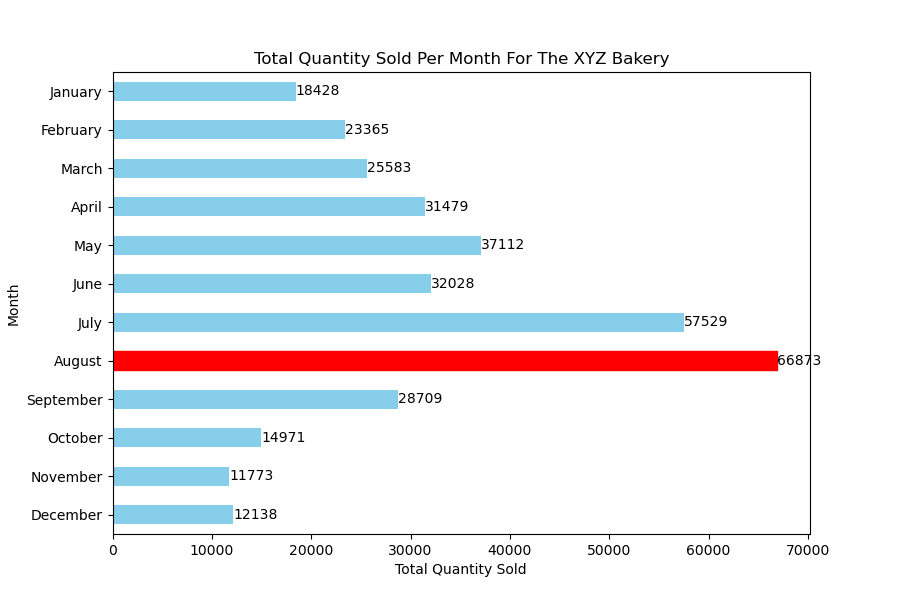 Total Quantity Sold Per Month For The XYZ Bakery
Month
January 18428
February 23365
March 25583
April 31479
May 37112
June 32028
July 57529
August 66873
September 28709
October 14971
November 11773
December 12138
0 10000 20000 30000 40000 50000 60000 70000
Total Quantity Sold